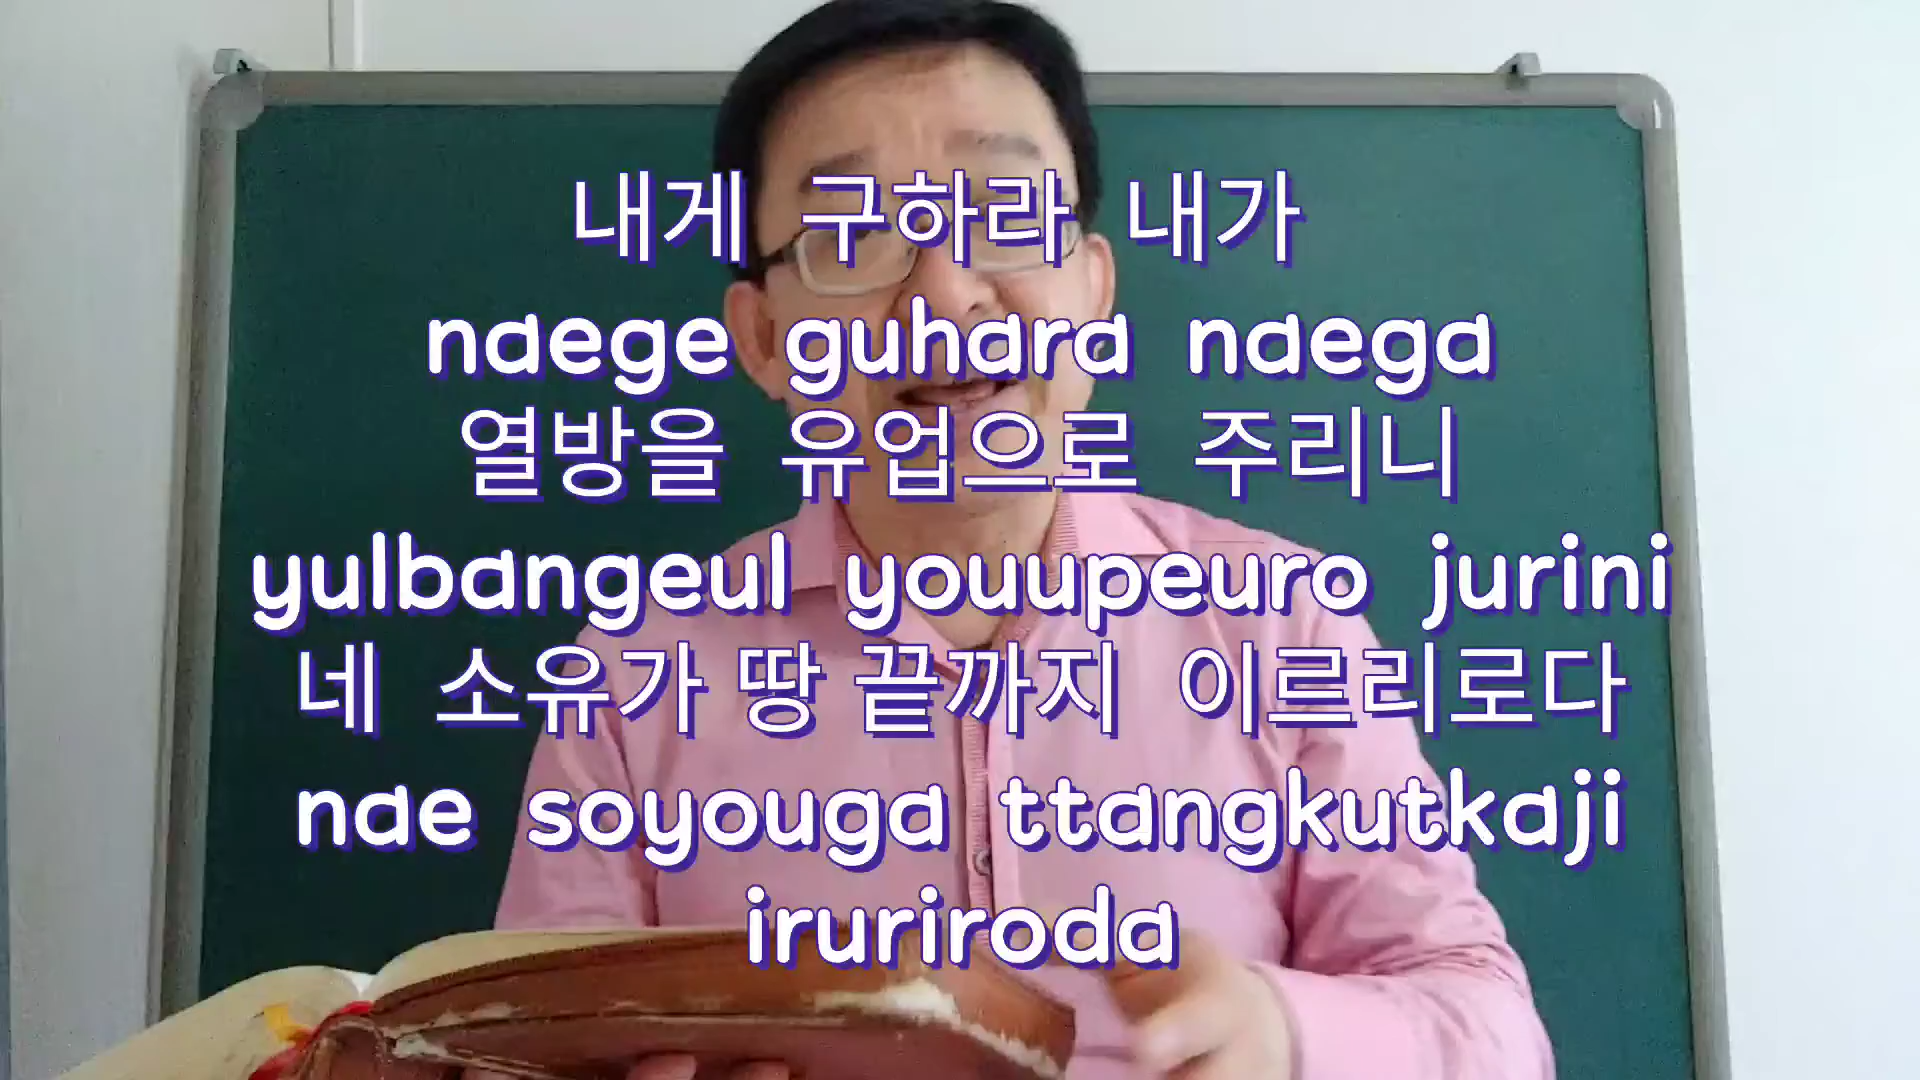 내게 구하라 내가
naege guhara naega
열방을 유업으로 주리니
yulbangeul youupeuro jurini
네 소유가 땅 끝까지 이르리로다
nae soyouga ttangkutkaji
iruriroda